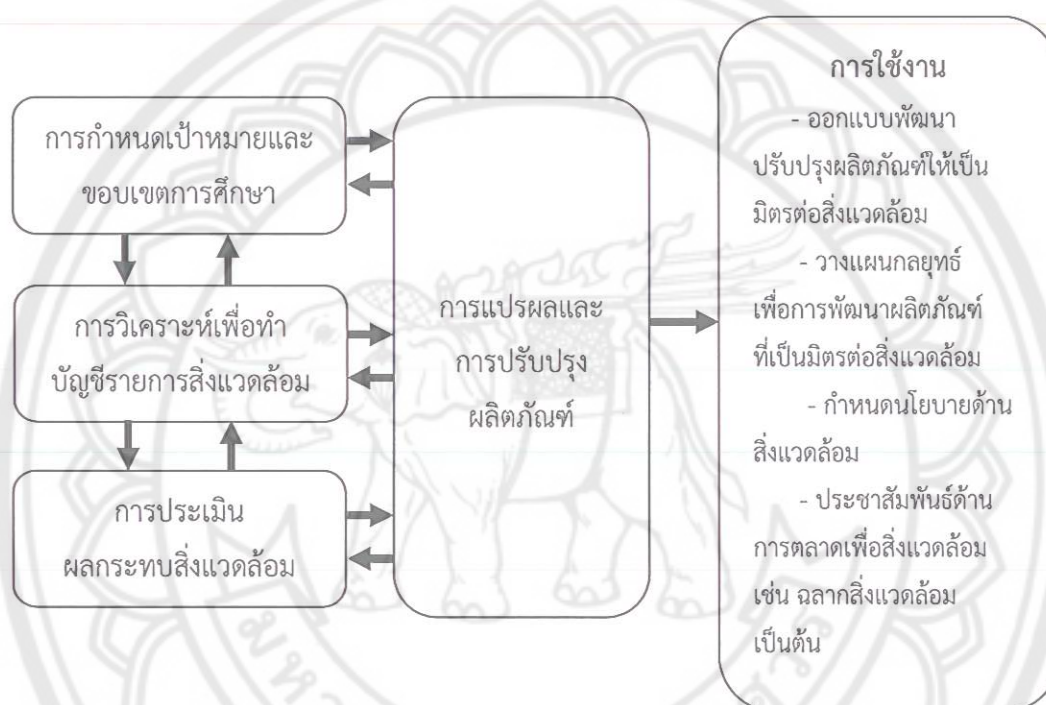 การกำหนดเป้าหมายและ
ขอบเขตการศึกษา
การวิเคราะห์เพื่อทำ
บัญชีรายการสิ่งแวดล้อม
การประเมิน
ผลกระทบสิ่งแวดล้อม
การแปรผลและ
การปรับปรุง
ผลิตภัณฑ์
การใช้งาน
- ออกแบบพัฒนา
ปรับปรุงผลิตภัณฑ์ให้เป็น
มิตรต่อสิ่งแวดล้อม
- วางแผนกลยุทธ์
เพื่อการพัฒนาผลิตภัณฑ์
ที่เป็นมิตรต่อสิ่งแวดล้อม
- กำหนดนโยบายด้าน
สิ่งแวดล้อม
- ประชาสัมพันธ์ด้าน
การตลาดเพื่อสิ่งแวดล้อม
เช่น ฉลากสิ่งแวดล้อม
เป็นต้น